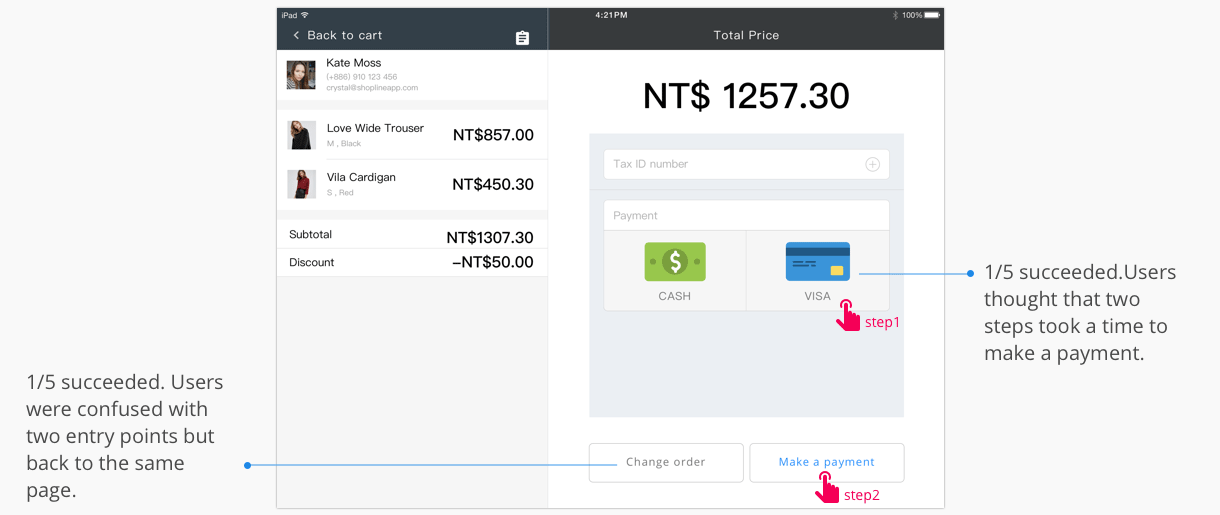 iPad
4:21PM
100%
Back to cart
Total Price
Kate Moss
(+886) 910 123 456
crystal@shoplineapp.com
Love Wide Trouser
M , Black
NT$857.00
Vila Cardigan
S , Red
NT$450.30
Subtotal
NT$1307.30
Discount
–NT$50.00
NT$ 1257.30
Tax ID number
Payment
$
CASH
VISA
step1
Change order
Make a payment
step2
1/5 succeeded.Users
thought that two
steps took a time to
make a payment.
1/5 succeeded. Users
were confused with
two entry points but
back to the same
page.